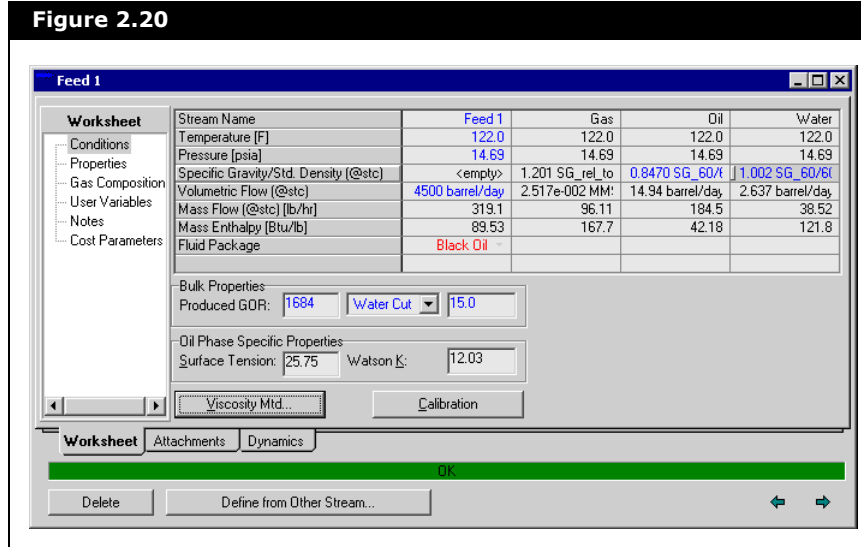 Figure 2.20
Feed 1
Worksheet
Conditions
Properties
Gas Composition
User Variables
Notes
Cost Parameters
Stream Name Feed 1 Gas Oil Water
Temperature [F] 122.0 122.0 122.0 122.0
Pressure [psia] 14.69 14.69 14.69 14.69
Specific Gravity/Std. Density (@stc) <empty> 1.201 SG_rel_to 0.8470 SG_60/6 1.002 SG_60/60
Volumetric Flow (@stc) 4500 barrel/day 2.517e-002 MM 14.94 barrel/day 2.637 barrel/day
Mass Flow (@stc) [lb/hr] 319.1 96.11 184.5 38.52
Mass Enthalpy [Btu/lb] 89.53 167.7 42.18 121.8
Fluid Package Black Oil
Bulk Properties
Produced GOR: 1684 Water Cut 15.0
Oil Phase Specific Properties
Surface Tension: 25.75 Watson K: 12.03
Viscosity Mtd... Calibration
Worksheet Attachments Dynamics
OK
Delete Define from Other Stream...